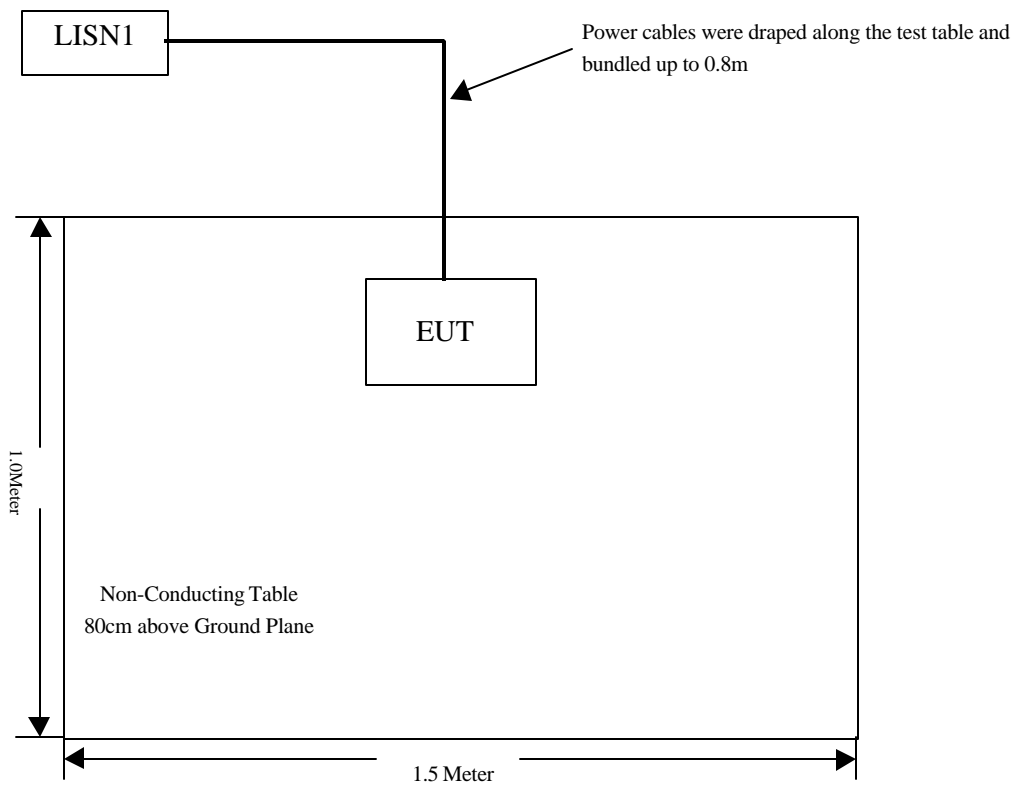 LISN1
Power cables were draped along the test table and
bundled up to 0.8m
EUT
1.0Meter
Non-Conducting Table
80cm above Ground Plane
1.5 Meter